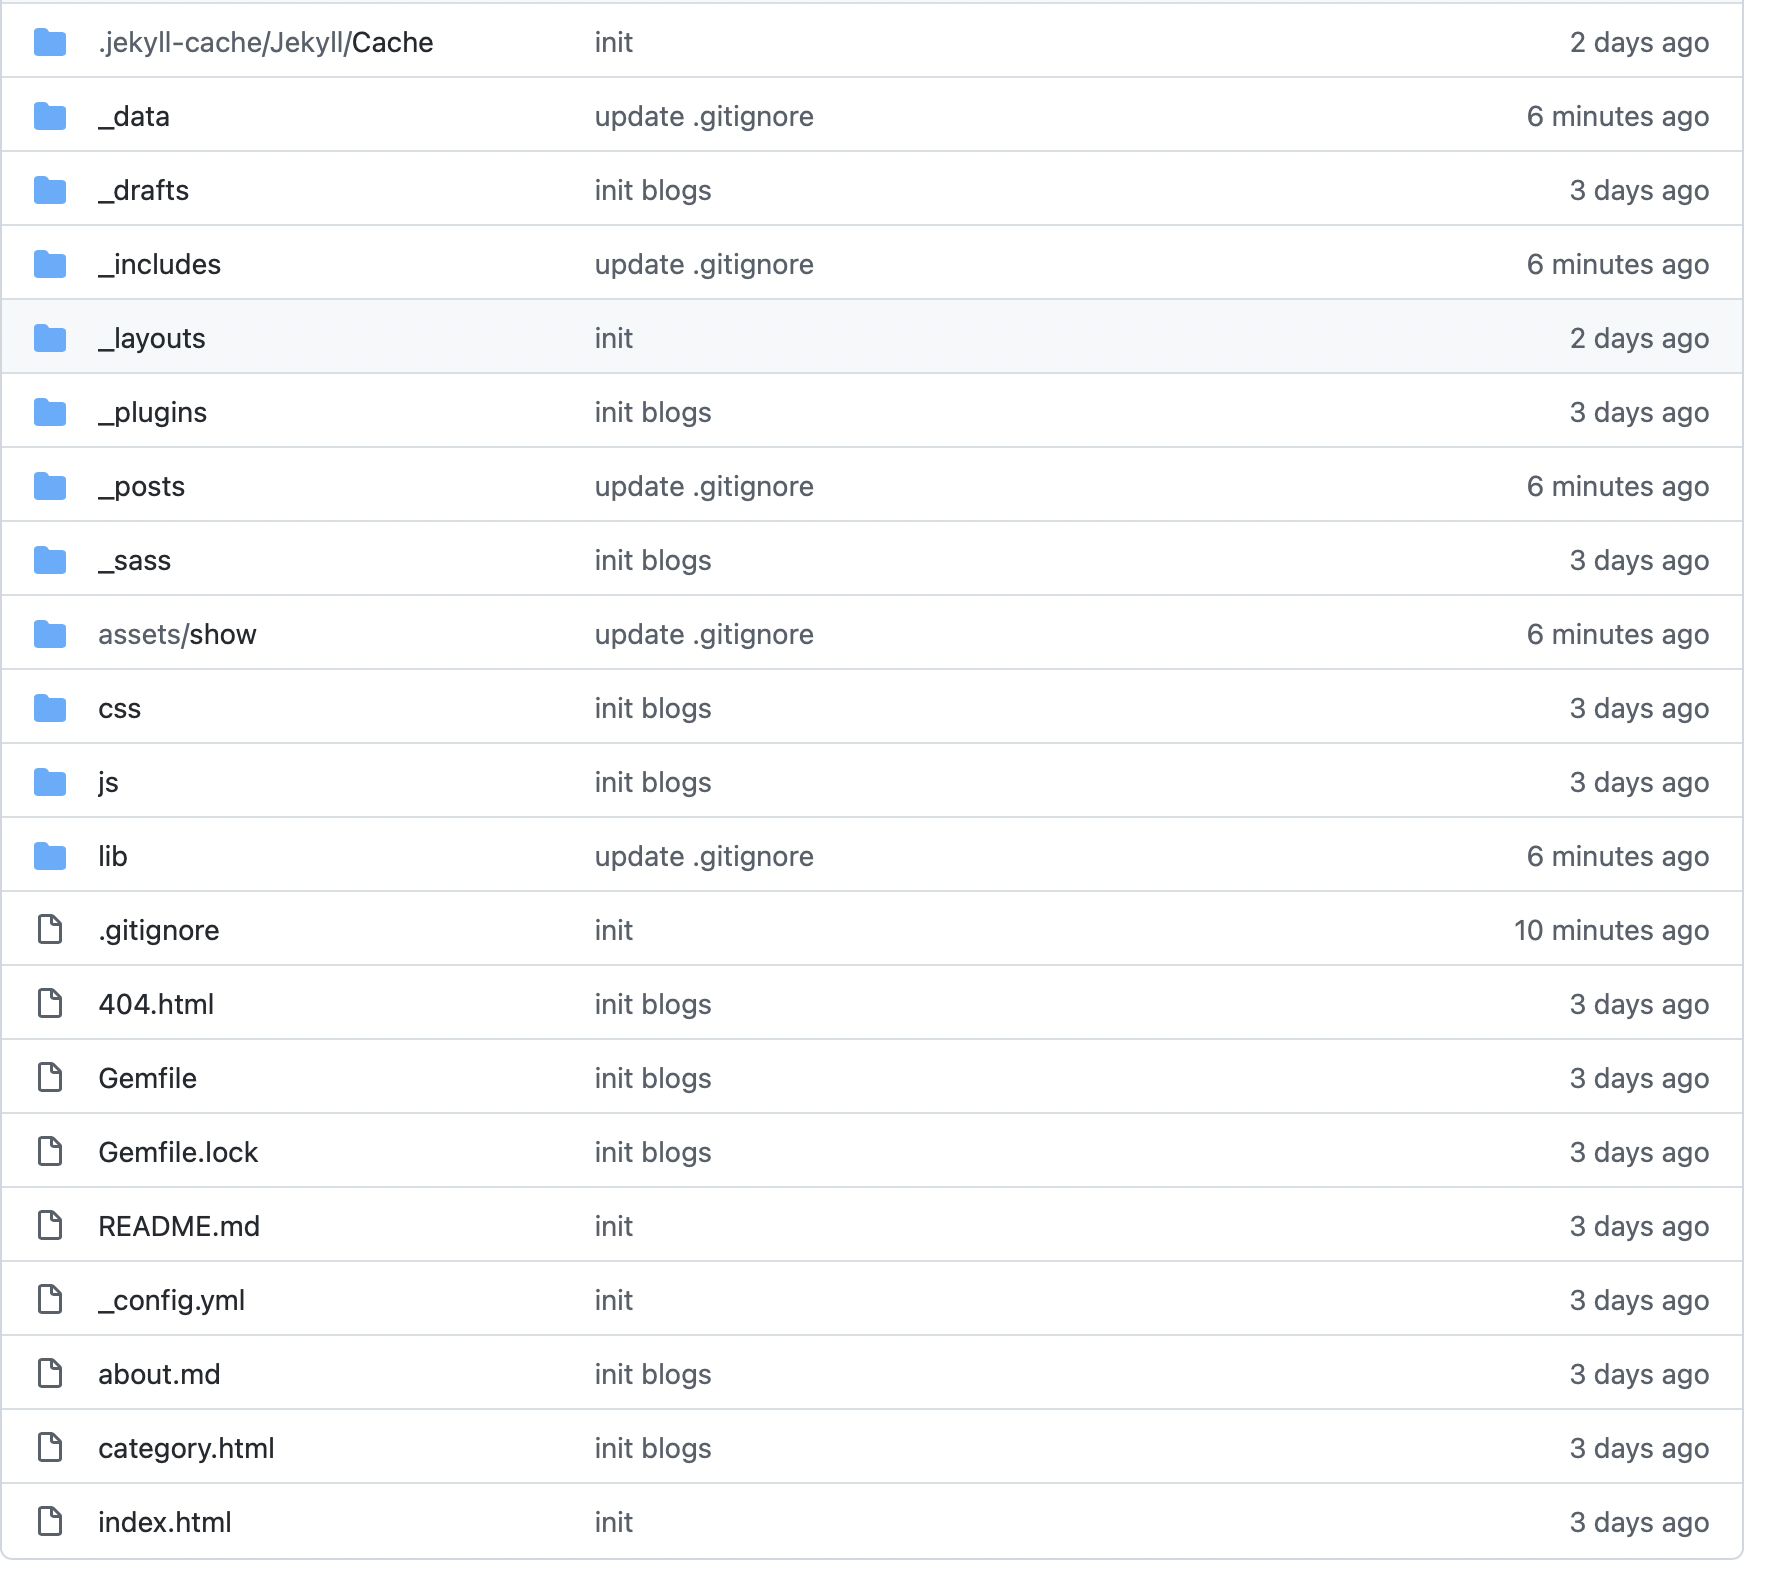 .jekyll-cache/Jekyll/Cache init 2 days ago
_data update .gitignore 6 minutes ago
_drafts init blogs 3 days ago
_includes update .gitignore 6 minutes ago
_layouts init 2 days ago
_plugins init blogs 3 days ago
_posts update .gitignore 6 minutes ago
_sass init blogs 3 days ago
assets/show update .gitignore 6 minutes ago
css init blogs 3 days ago
js init blogs 3 days ago
lib update .gitignore 6 minutes ago
.gitignore init 10 minutes ago
404.html init blogs 3 days ago
Gemfile init blogs 3 days ago
Gemfile.lock init blogs 3 days ago
README.md init 3 days ago
_config.yml init 3 days ago
about.md init blogs 3 days ago
category.html init blogs 3 days ago
index.html init 3 days ago